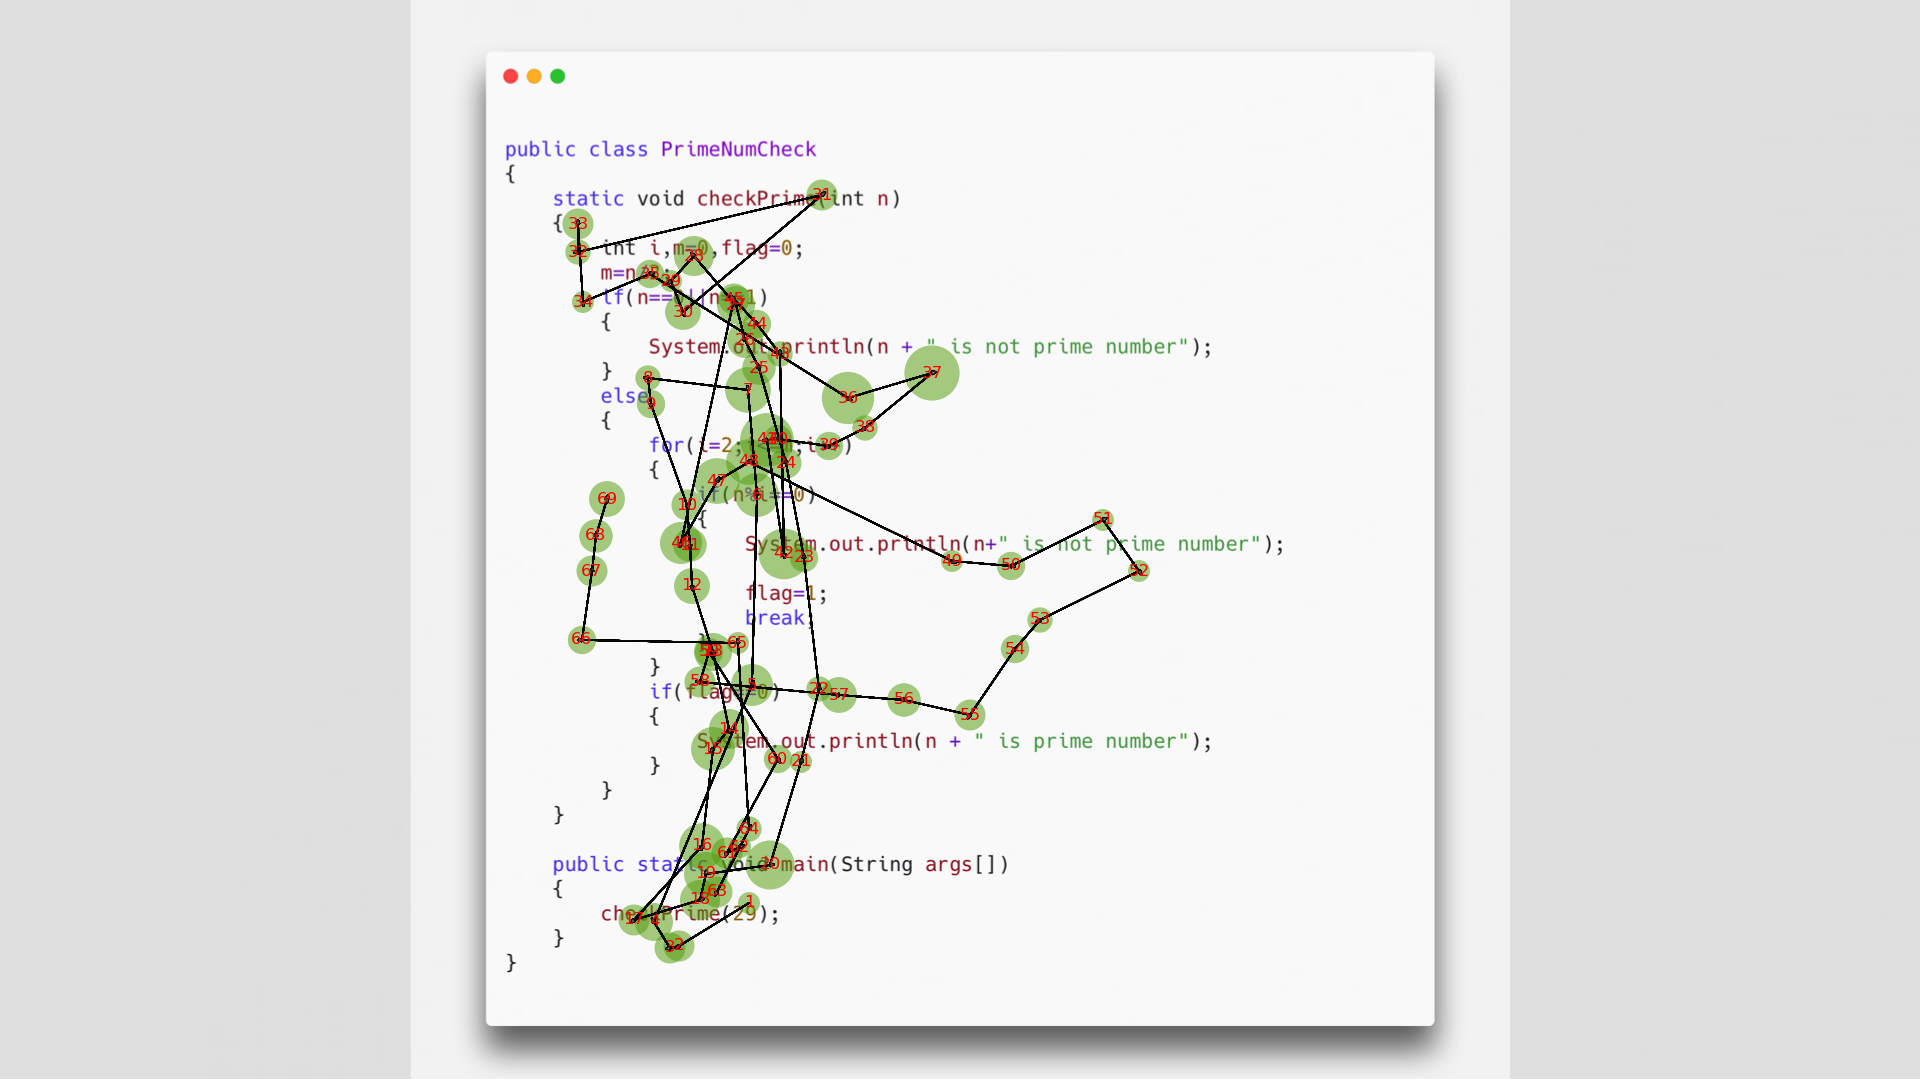 public class PrimeNumCheck
{
static void checkPrime(int n)
{
int i,m=0,flag=0;
m=n/2;
if(n==0||n==1)
{
System.out.println(n + " is not prime number");
}
else
{
for(i=2;i<=m;i++)
{
if(n%i==0)
{
System.out.println(n+" is not prime number");
flag=1;
break;
}
}
if(flag==0)
{
System.out.println(n + " is prime number");
}
}
}
public static void main(String args[])
{
checkPrime(29);
}
}